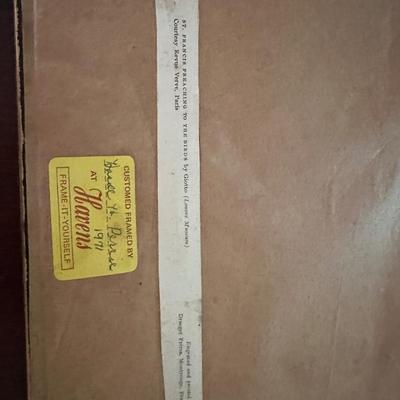 ST. FRANCIS PREACHING TO THE BIRDS by Giotto (Louvre Museum)
Courtesy Revue Verve, Paris
Engraved and printed
Draeger Frères, Montrouge,
CUSTOMED FRAMED BY
1971
AT Havens
FRAME-IT-YOURSELF